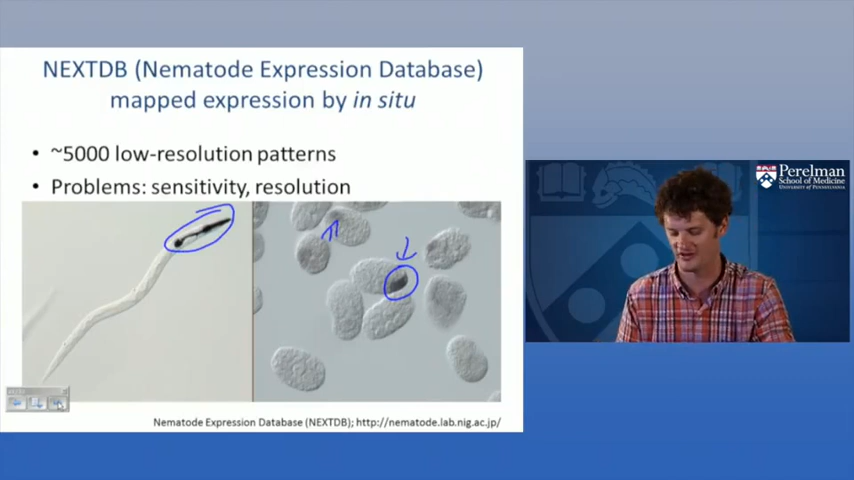 NEXTDB (Nematode Expression Database)
mapped expression by in situ
• ~5000 low-resolution patterns
• Problems: sensitivity, resolution
Nematode Expression Database (NEXTDB); http://nematode.lab.nig.ac.jp/
Perelman
School of Medicine
University of Pennsylvania